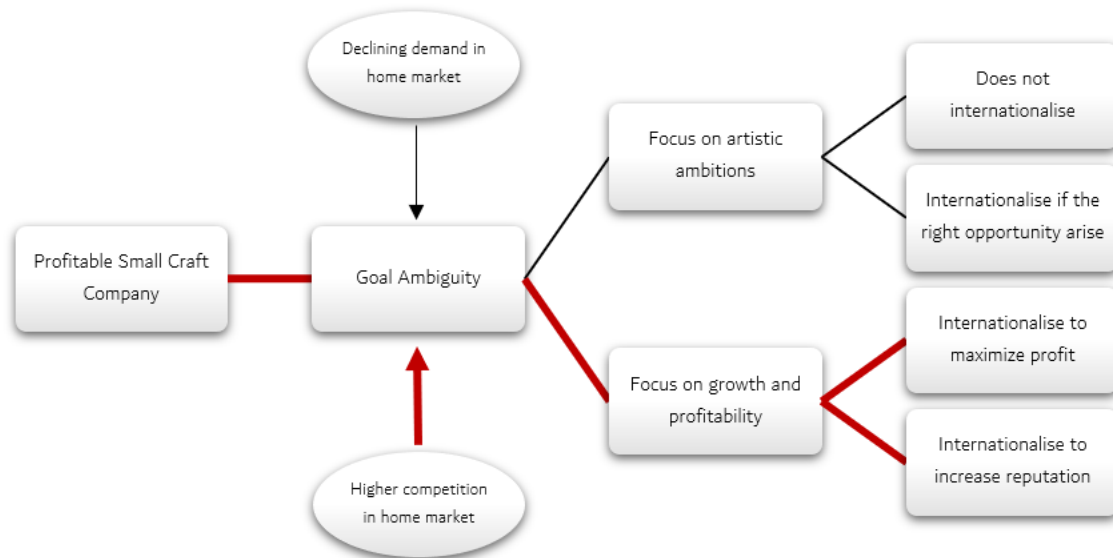 Declining demand in
home market
Does not
internationalise
Focus on artistic
ambitions
Internationalise if the
right opportunity arise
Profitable Small Craft
Company
Goal Ambiguity
Internationalise to
maximize profit
Focus on growth and
profitability
Internationalise to
increase reputation
Higher competition
in home market